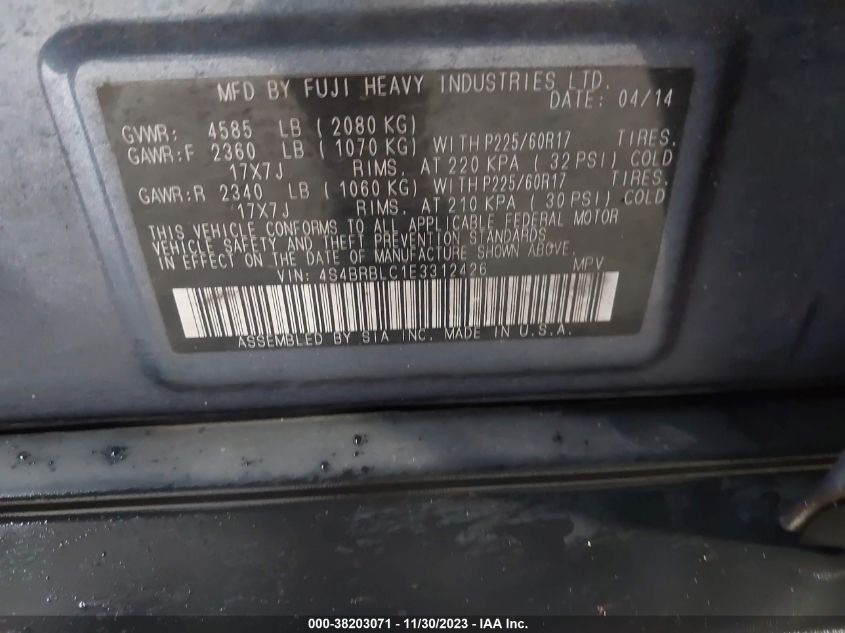 MFD BY FUJI HEAVY INDUSTRIES LTD.
DATE: 04/14
GVWR: 4585 LB ( 2080 KG)
GAWR:F 2360 LB ( 1070 KG) WITH P225/60R17 TIRES.
17X7J RIMS. AT 220 KPA ( 32 PSI) COLD
GAWR:R 2340 LB ( 1060 KG) WITH P225/60R17 TIRES.
17X7J RIMS. AT 210 KPA ( 30 PSI) COLD
THIS VEHICLE CONFORMS TO ALL APPLICABLE FEDERAL MOTOR
VEHICLE SAFETY AND THEFT PREVENTION STANDARDS
IN EFFECT ON THE DATE OF MANUFACTURE SHOWN ABOVE.
VIN: 4S4BRBLC1E3312426 MPV
ASSEMBLED BY SIA INC. MADE IN U.S.A.
000-38203071 - 11/30/2023 - IAA Inc.